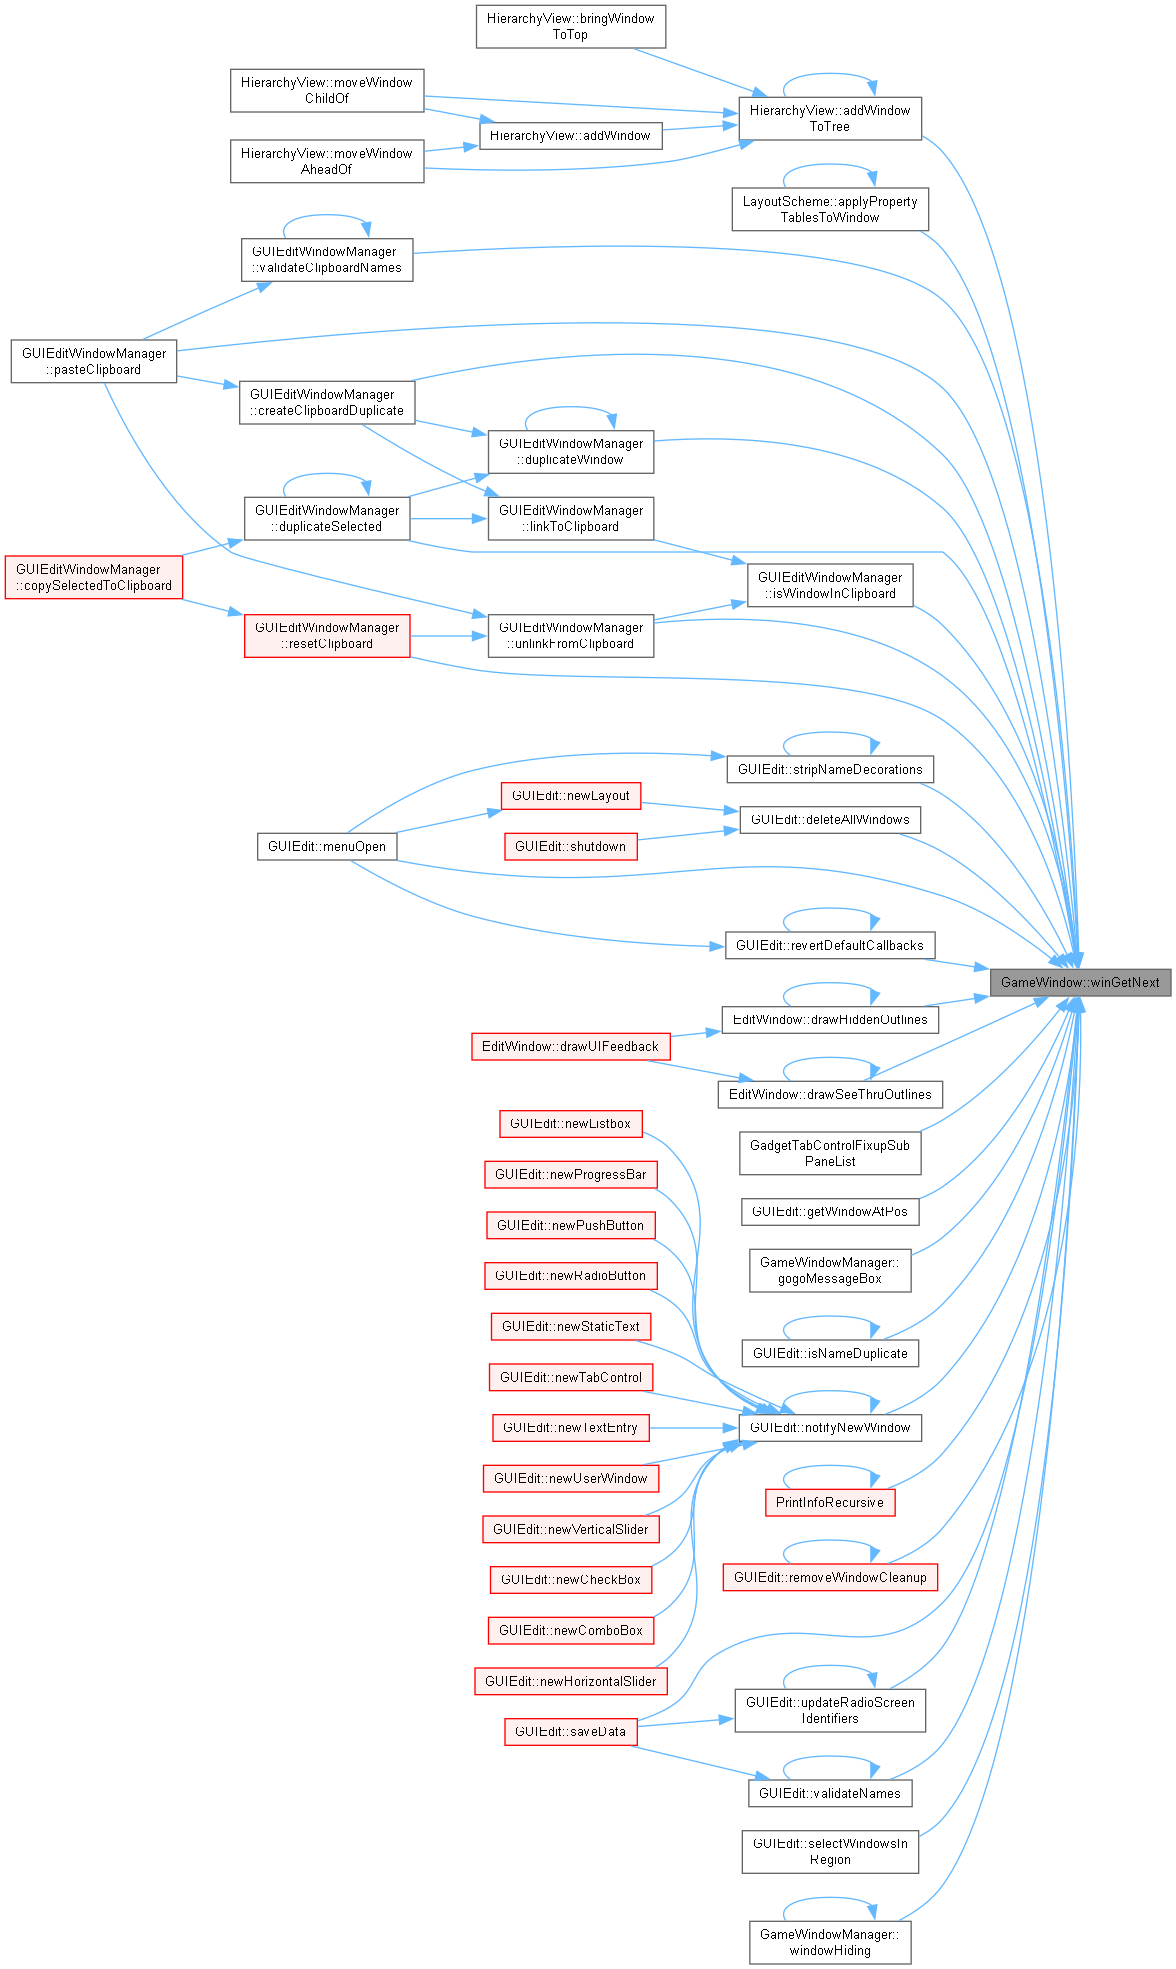 HierarchyView::bringWindow
ToTop
HierarchyView::moveWindow
ChildOf
HierarchyView::addWindow
ToTree
HierarchyView::addWindow
HierarchyView::moveWindow
AheadOf
LayoutScheme::applyProperty
TablesToWindow
GUIEditWindowManager
::validateClipboardNames
GUIEditWindowManager
::pasteClipboard
GUIEditWindowManager
::createClipboardDuplicate
GUIEditWindowManager
::duplicateWindow
GUIEditWindowManager
::duplicateSelected
GUIEditWindowManager
::linkToClipboard
GUIEditWindowManager
::copySelectedToClipboard
GUIEditWindowManager
::isWindowInClipboard
GUIEditWindowManager
::resetClipboard
GUIEditWindowManager
::unlinkFromClipboard
GUIEdit::stripNameDecorations
GUIEdit::newLayout
GUIEdit::deleteAllWindows
GUIEdit::menuOpen
GUIEdit::shutdown
GUIEdit::revertDefaultCallbacks
GameWindow::winGetNext
EditWindow::drawHiddenOutlines
EditWindow::drawUIFeedback
EditWindow::drawSeeThruOutlines
GUIEdit::newListbox
GadgetTabControlFixupSub
PaneList
GUIEdit::newProgressBar
GUIEdit::getWindowAtPos
GUIEdit::newPushButton
GameWindowManager::
gogoMessageBox
GUIEdit::newRadioButton
GUIEdit::newStaticText
GUIEdit::isNameDuplicate
GUIEdit::newTabControl
GUIEdit::newTextEntry
GUIEdit::notifyNewWindow
GUIEdit::newUserWindow
PrintInfoRecursive
GUIEdit::newVerticalSlider
GUIEdit::newCheckBox
GUIEdit::removeWindowCleanup
GUIEdit::newComboBox
GUIEdit::newHorizontalSlider
GUIEdit::updateRadioScreen
Identifiers
GUIEdit::saveData
GUIEdit::validateNames
GUIEdit::selectWindowsIn
Region
GameWindowManager::
windowHiding